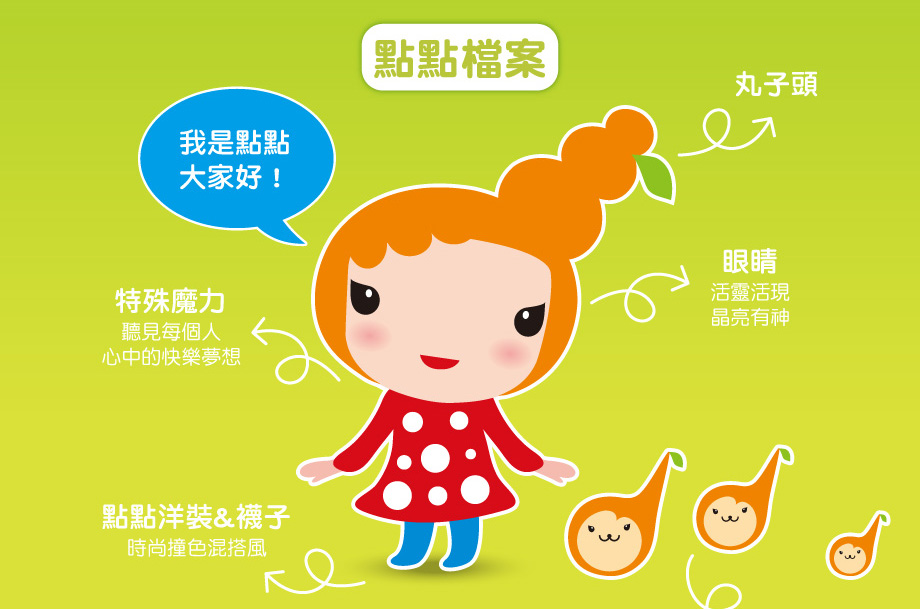 點點檔案
我是點點
大家好！
丸子頭
眼睛
活靈活現
晶亮有神
特殊魔力
聽見每個人
心中的快樂夢想
點點洋裝&襪子
時尚撞色混搭風